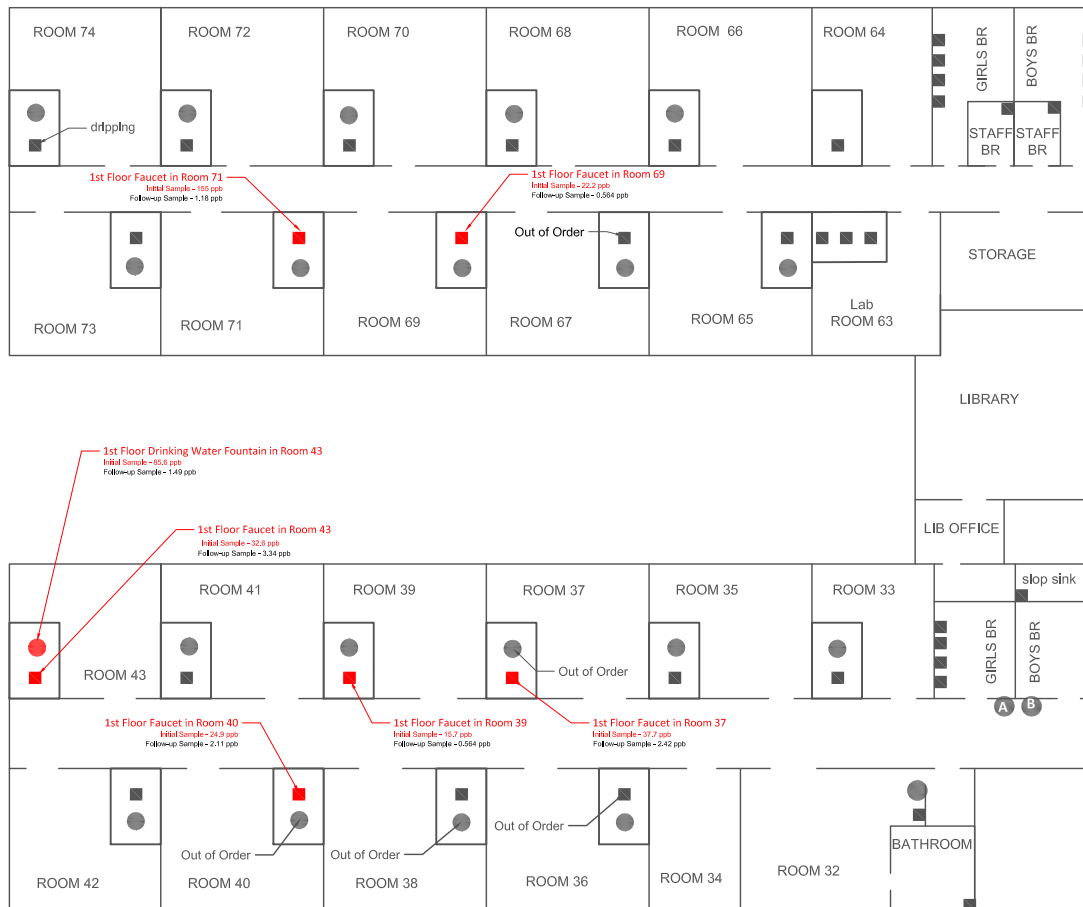 ROOM 74
ROOM 72
ROOM 70
ROOM 68
ROOM 66
ROOM 64
GIRLS BR
BOYS BR
dripping
STAFF BR
STAFF BR
1st Floor Faucet in Room 71
Initial Sample - 155 ppb
Follow-up Sample - 1.18 ppb
1st Floor Faucet in Room 69
Initial Sample - 22.2 ppb
Follow-up Sample - 0.564 ppb
Out of Order
STORAGE
ROOM 73
ROOM 71
ROOM 69
ROOM 67
ROOM 65
Lab
ROOM 63
LIBRARY
1st Floor Drinking Water Fountain in Room 43
Initial Sample - 85.6 ppb
Follow-up Sample - 1.49 ppb
1st Floor Faucet in Room 43
Initial Sample - 32.6 ppb
Follow-up Sample - 3.34 ppb
LIB OFFICE
slop sink
ROOM 41
ROOM 39
ROOM 37
ROOM 35
ROOM 33
GIRLS BR
BOYS BR
ROOM 43
Out of Order
A
B
1st Floor Faucet in Room 40
Initial Sample - 24.9 ppb
Follow-up Sample - 2.11 ppb
1st Floor Faucet in Room 39
Initial Sample - 15.7 ppb
Follow-up Sample - 0.564 ppb
1st Floor Faucet in Room 37
Initial Sample - 37.7 ppb
Follow-up Sample - 2.42 ppb
Out of Order
Out of Order
Out of Order
BATHROOM
ROOM 42
ROOM 40
ROOM 38
ROOM 36
ROOM 34
ROOM 32